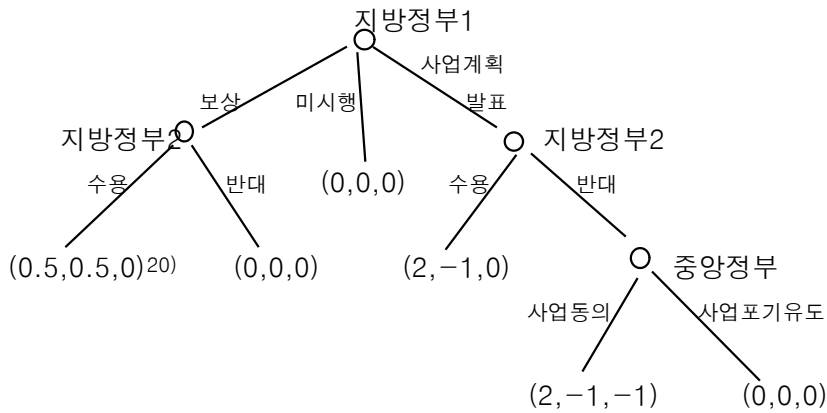 지방정부1
사업계획
보상
미시행
발표
지방정부2
지방정부2
수용
반대
(0,0,0)
수용
반대
(0.5,0.5,0)20)
(0,0,0)
(2,-1,0)
중앙정부
사업동의
사업포기유도
(2,-1,-1)
(0,0,0)